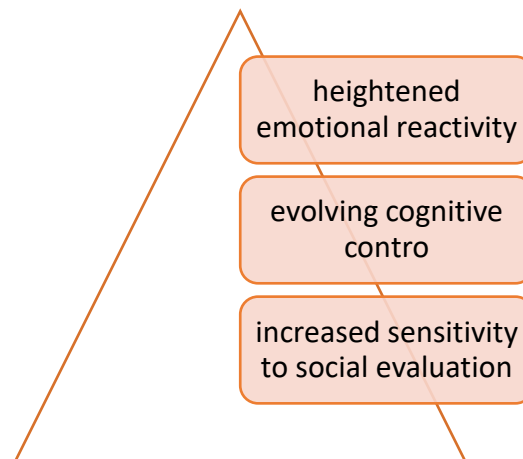 heightened
emotional reactivity
evolving cognitive
contro
increased sensitivity
to social evaluation